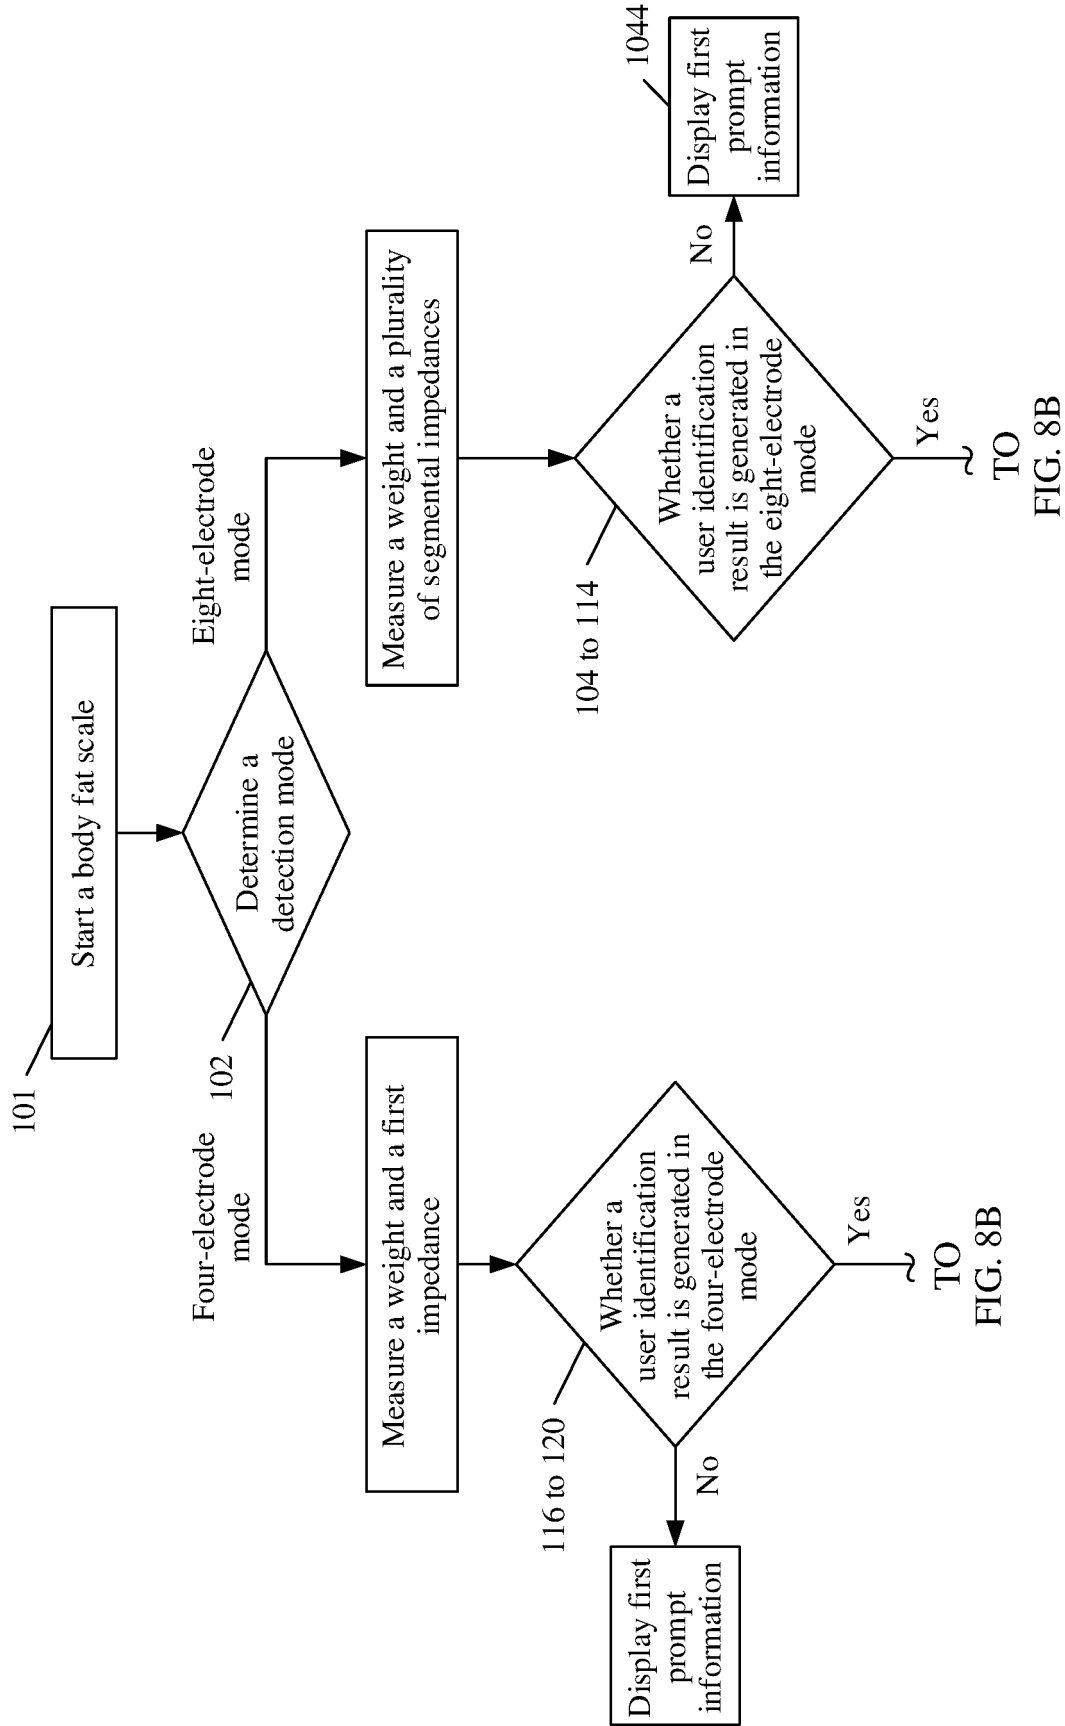 101
Start a body fat scale
102
Determine a
detection mode
Four-electrode
mode
Eight-electrode
mode
Measure a weight and a first
impedance
Measure a weight and a plurality
of segmental impedances
116 to 120
Whether a
user identification
result is generated in
the four-electrode
mode
No
Display first
prompt
information
Yes
TO
FIG. 8B
104 to 114
Whether a
user identification
result is generated in
the eight-electrode
mode
No
1044
Display first
prompt
information
Yes
TO
FIG. 8B